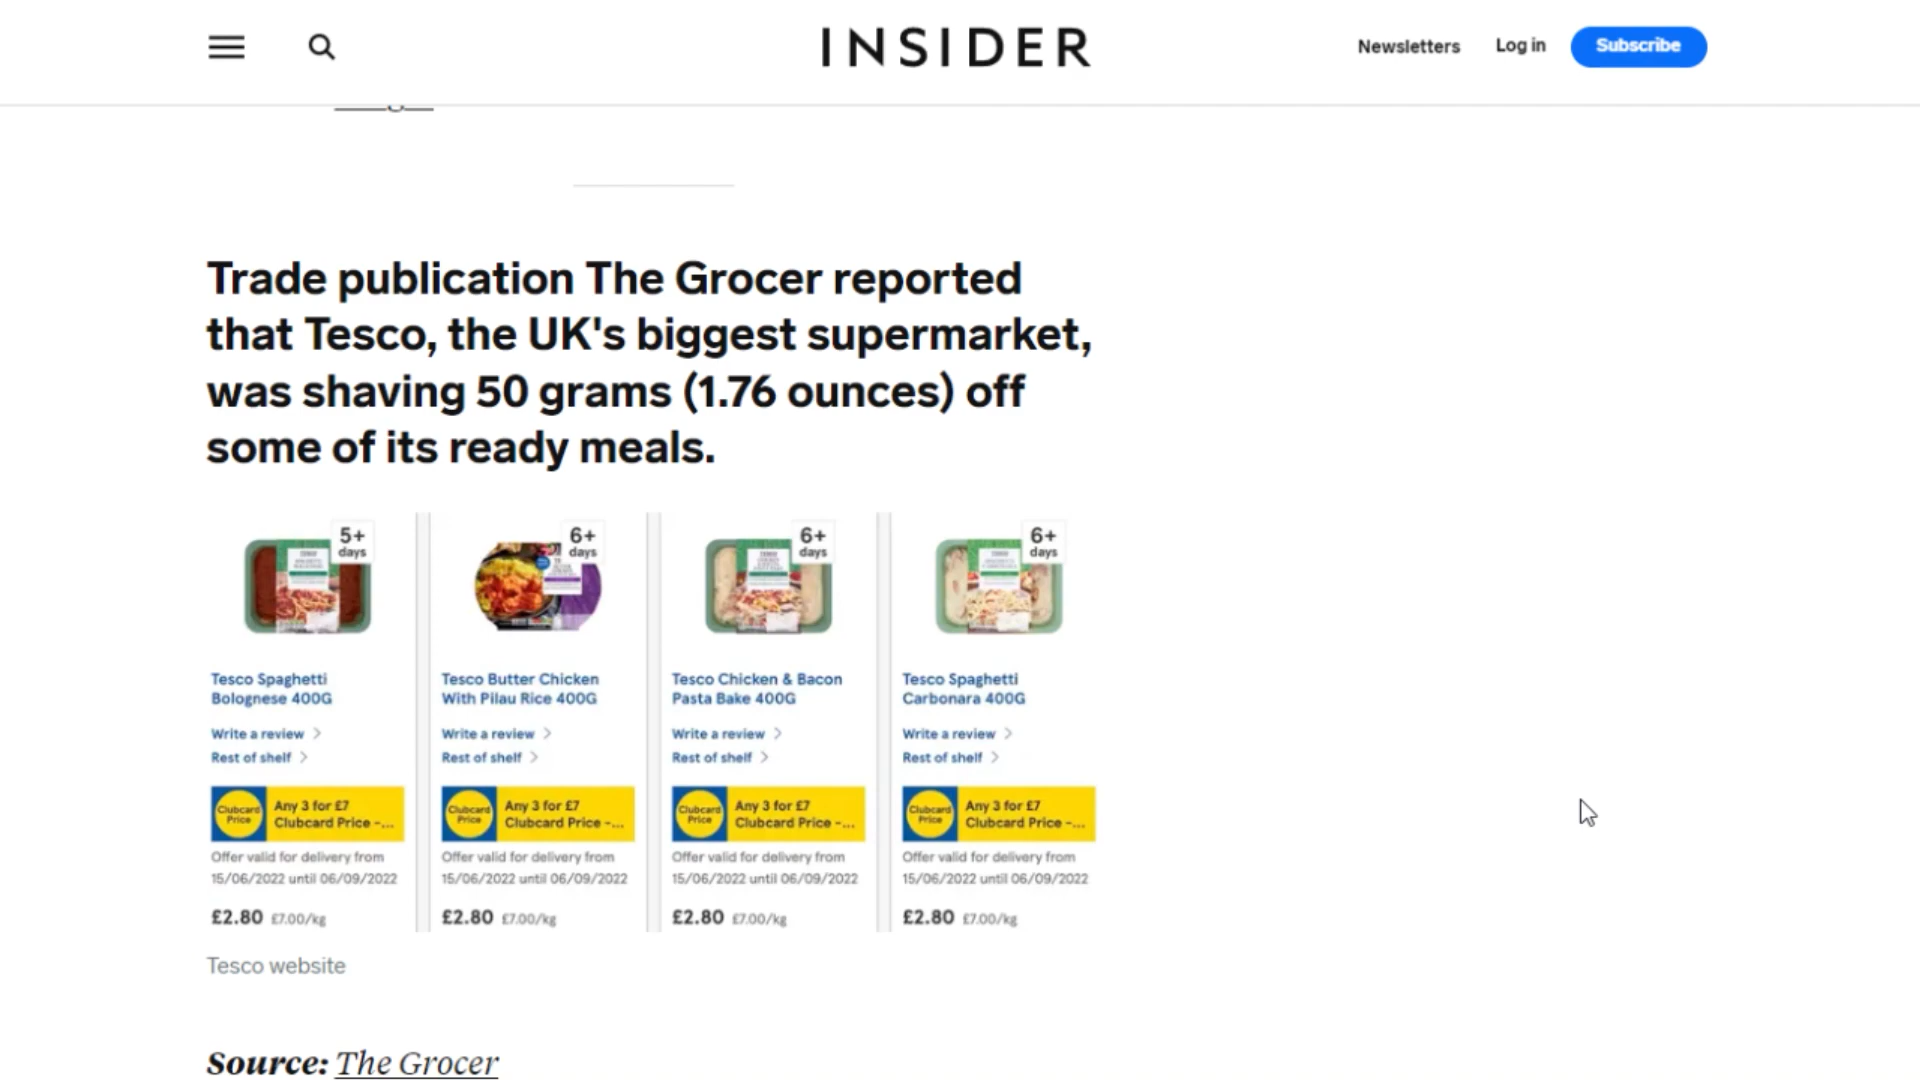 INSIDER
Newsletters
Log in
Subscribe
Trade publication The Grocer reported
that Tesco, the UK's biggest supermarket,
was shaving 50 grams (1.76 ounces) off
some of its ready meals.
5+
days
6+
days
6+
days
6+
days
Tesco Spaghetti
Bolognese 400G
Write a review
Rest of shelf
Clubcard
Price
Any 3 for £7
Clubcard Price -...
Offer valid for delivery from
15/06/2022 until 06/09/2022
£2.80 £7.00/kg
Tesco Butter Chicken
With Pilau Rice 400G
Write a review
Rest of shelf
Clubcard
Price
Any 3 for £7
Clubcard Price -...
Offer valid for delivery from
15/06/2022 until 06/09/2022
£2.80 £7.00/kg
Tesco Chicken & Bacon
Pasta Bake 400G
Write a review
Rest of shelf
Clubcard
Price
Any 3 for £7
Clubcard Price -...
Offer valid for delivery from
15/06/2022 until 06/09/2022
£2.80 £7.00/kg
Tesco Spaghetti
Carbonara 400G
Write a review
Rest of shelf
Clubcard
Price
Any 3 for £7
Clubcard Price -...
Offer valid for delivery from
15/06/2022 until 06/09/2022
£2.80 £7.00/kg
Tesco website
Source: The Grocer